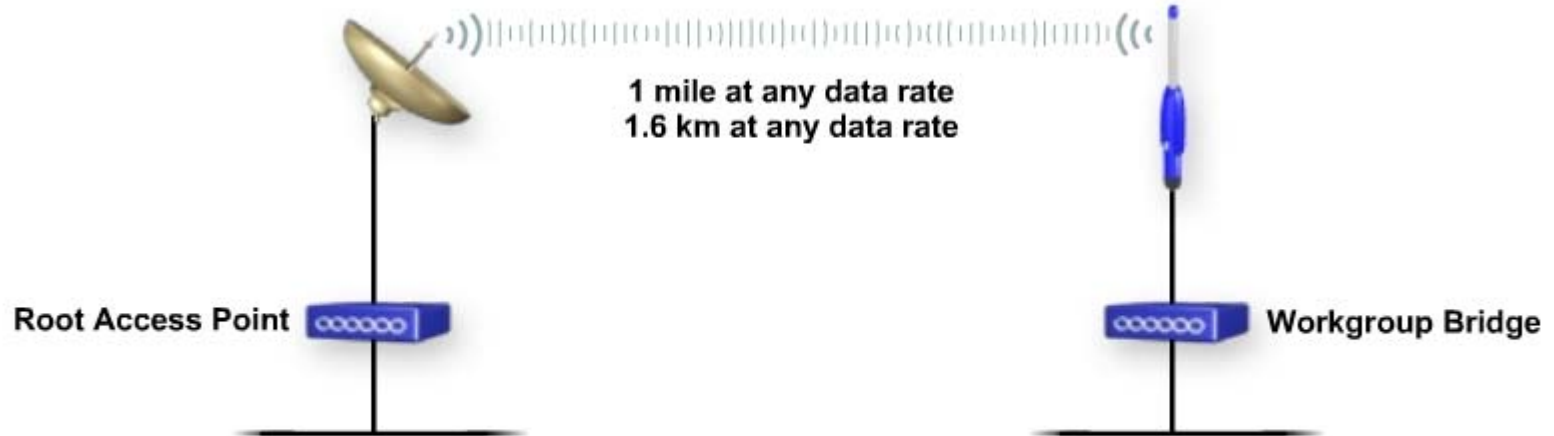 1 mile at any data rate
1.6 km at any data rate
Root Access Point
Workgroup Bridge